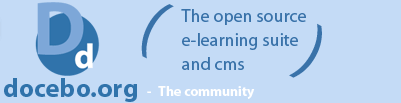 D
d
The open source
e-learning suite
and cms
docebo.org - The community